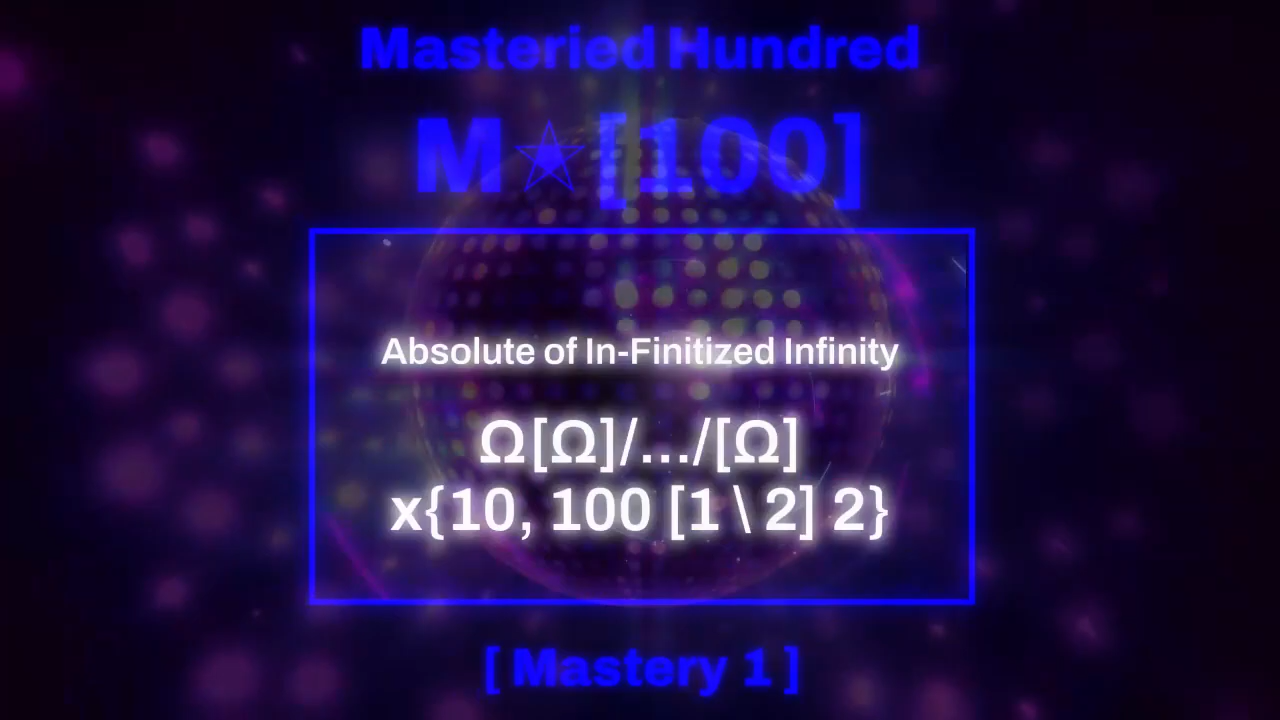 Masteried Hundred
M⛤[100]
Absolute of In-Finitized Infinity
Ω[Ω]/.../[Ω]
x{10, 100 [1 \ 2] 2}
[ Mastery 1 ]